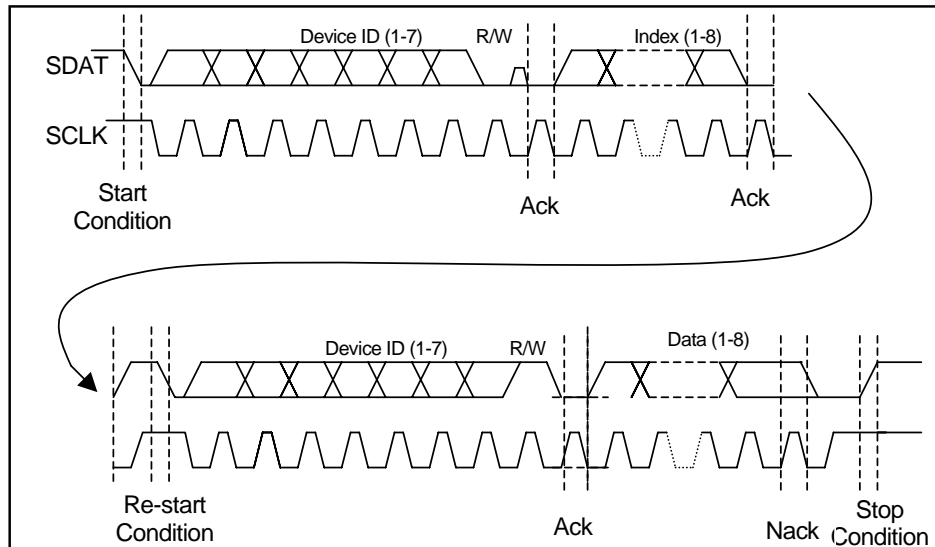 Device ID (1-7) R/W Index (1-8)
SDAT
SCLK
Start
Condition
Ack
Ack
Device ID (1-7) R/W Data (1-8)
Re-start
Condition
Ack
Nack
Stop
Condition